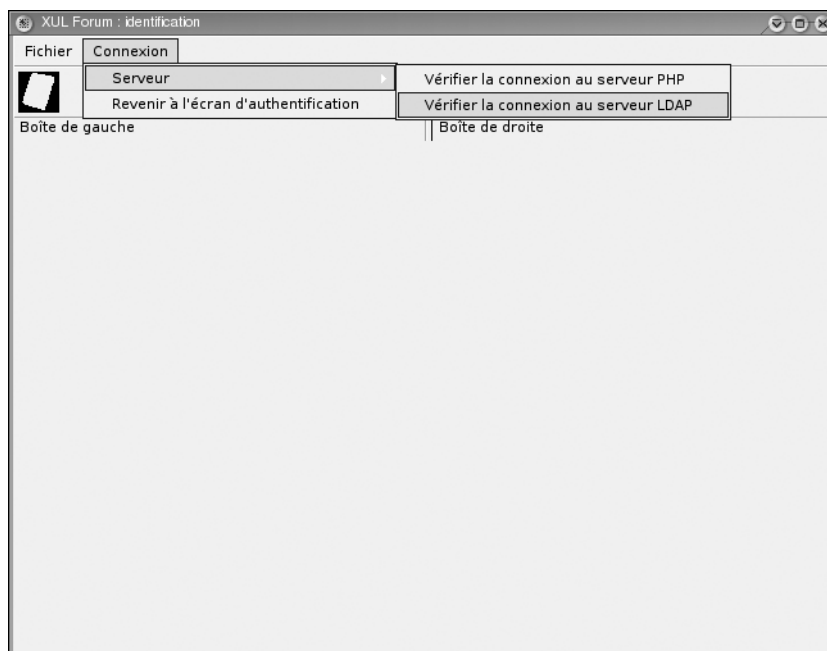 XUL Forum : identification
Fichier Connexion
Serveur
Revenir à l'écran d'authentification
Vérifier la connexion au serveur PHP
Vérifier la connexion au serveur LDAP
Boîte de gauche
Boîte de droite